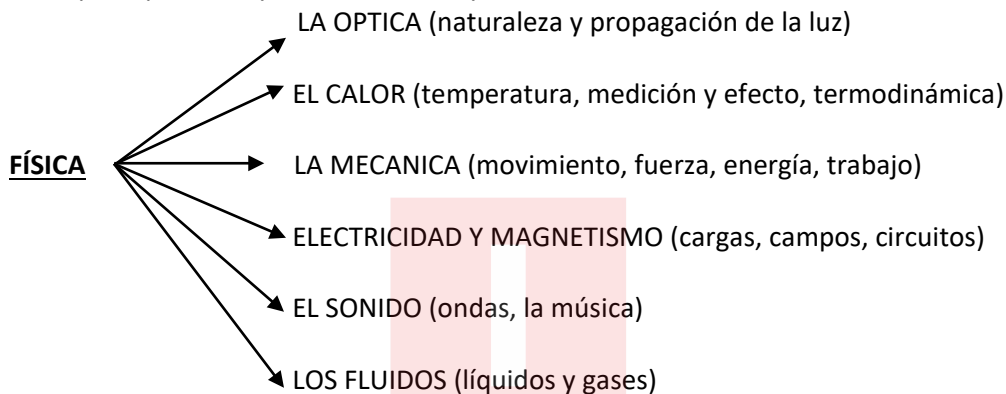 LA OPTICA (naturaleza y propagación de la luz)
EL CALOR (temperatura, medición y efecto, termodinámica)
FÍSICA
LA MECANICA (movimiento, fuerza, energía, trabajo)
ELECTRICIDAD Y MAGNETISMO (cargas, campos, circuitos)
EL SONIDO (ondas, la música)
LOS FLUIDOS (líquidos y gases)